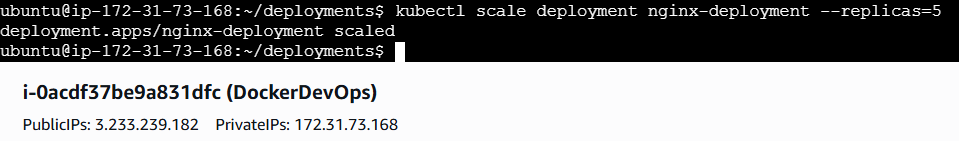 ubuntu@ip-172-31-73-168:~/deployments$ kubectl scale deployment nginx-deployment --replicas=5
deployment.apps/nginx-deployment scaled
ubuntu@ip-172-31-73-168:~/deployments$
i-0acdf37be9a831dfc (DockerDevOps)
PublicIPs: 3.233.239.182 PrivateIPs: 172.31.73.168